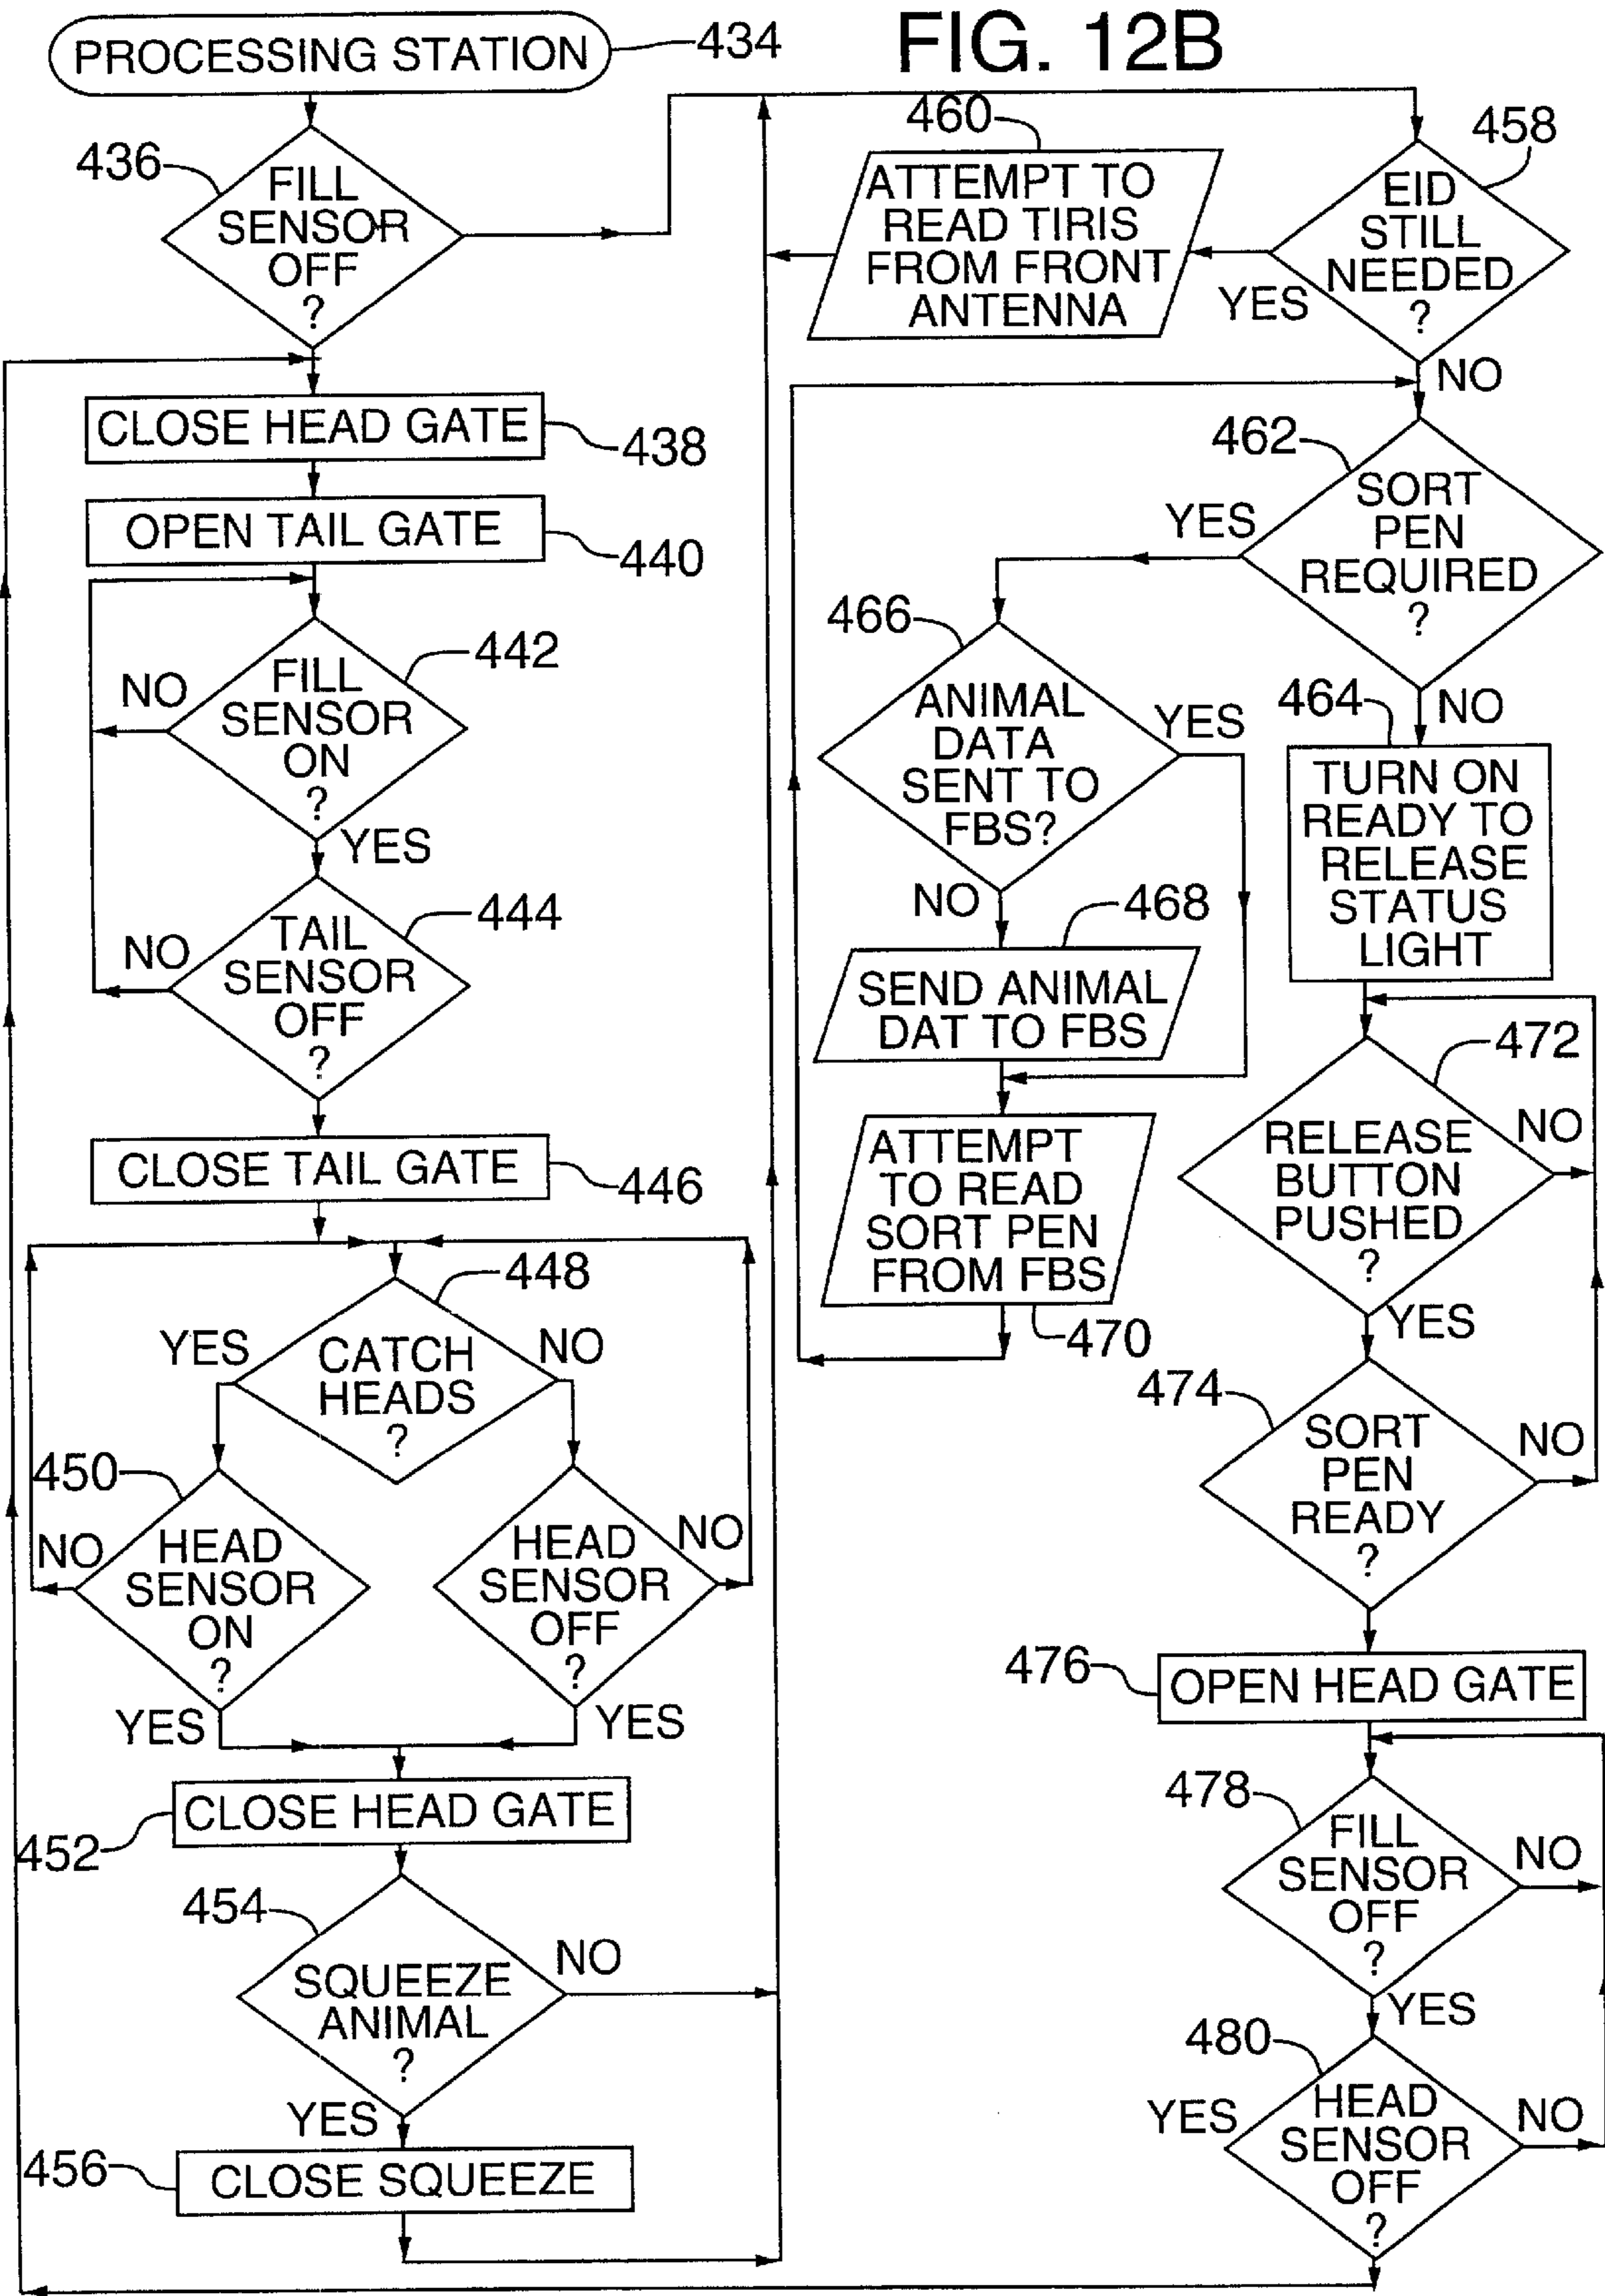 FIG. 12B
PROCESSING STATION
434
436
FILL
SENSOR
OFF
?
CLOSE HEAD GATE
438
OPEN TAIL GATE
440
442
NO
FILL
SENSOR
ON
?
YES
444
NO
TAIL
SENSOR
OFF
?
CLOSE TAIL GATE
446
448
YES
CATCH
HEADS
?
NO
450
NO
HEAD
SENSOR
ON
?
YES
HEAD
SENSOR
OFF
?
NO
YES
CLOSE HEAD GATE
452
454
SQUEEZE
ANIMAL
?
NO
YES
456
CLOSE SQUEEZE
458
EID
STILL
NEEDED
?
YES
NO
460
ATTEMPT TO
READ TIRIS
FROM FRONT
ANTENNA
462
SORT
PEN
REQUIRED
?
YES
NO
466
ANIMAL
DATA
SENT TO
FBS?
YES
NO
468
SEND ANIMAL
DAT TO FBS
ATTEMPT
TO READ
SORT PEN
FROM FBS
470
464
TURN ON
READY TO
RELEASE
STATUS
LIGHT
472
RELEASE
BUTTON
PUSHED
?
NO
YES
474
SORT
PEN
READY
?
NO
476
OPEN HEAD GATE
478
FILL
SENSOR
OFF
?
NO
YES
480
YES
HEAD
SENSOR
OFF
?
NO